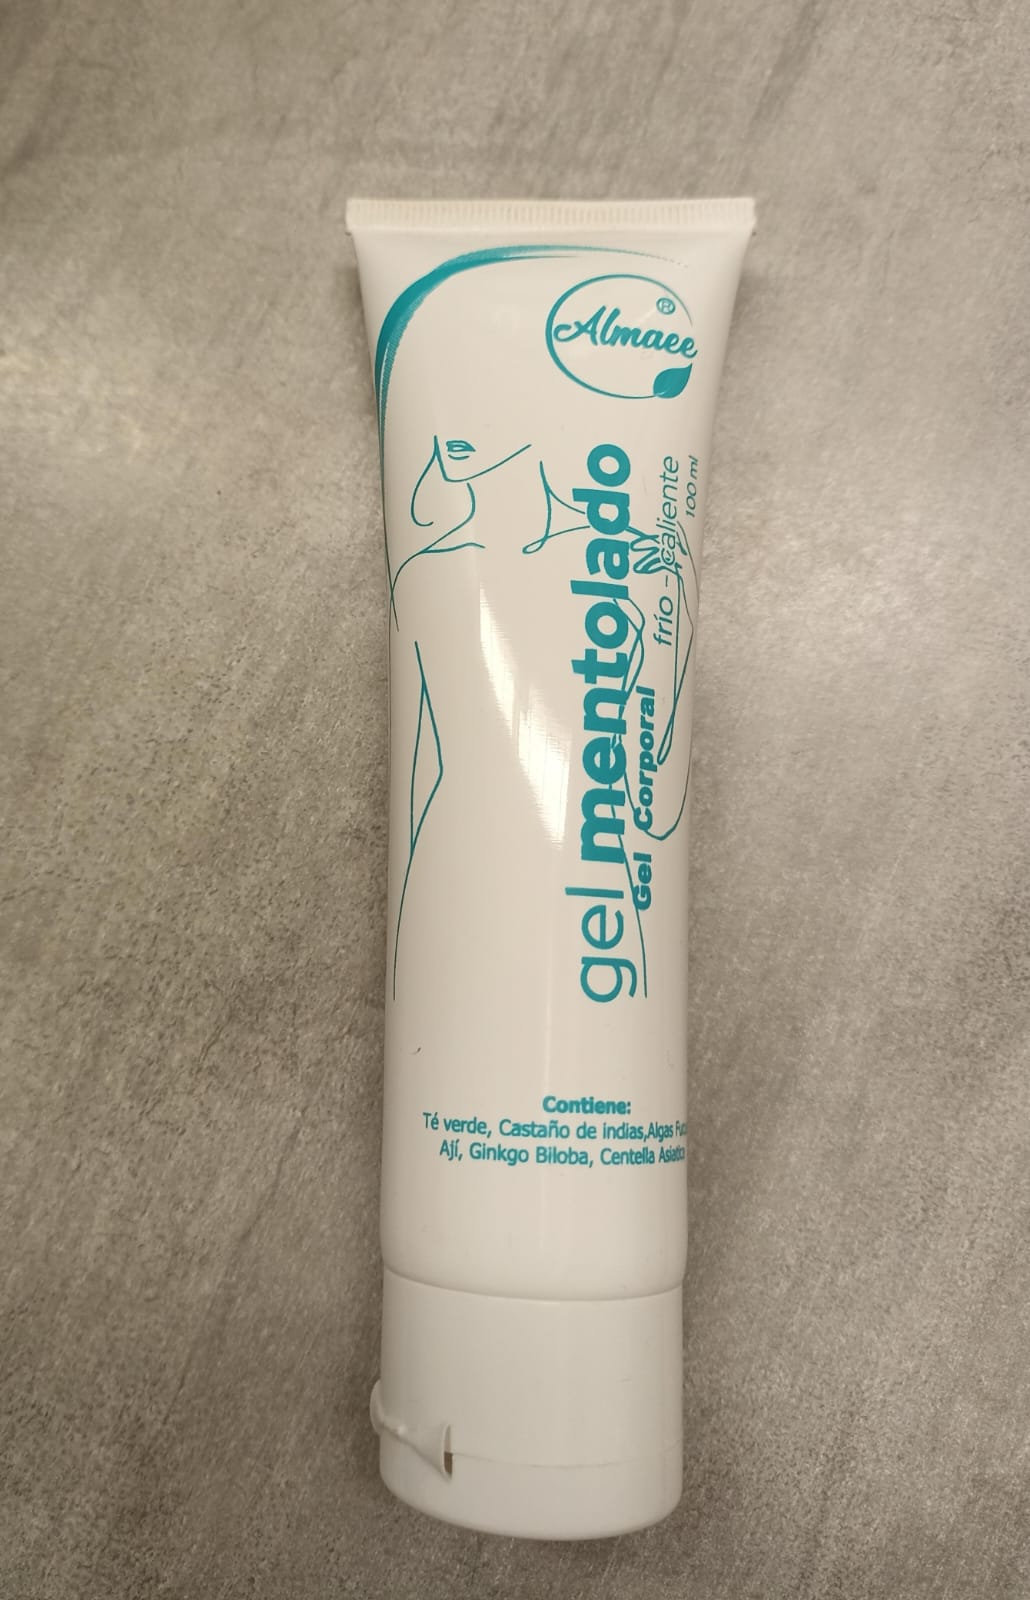 Almaee®
gel mentolado
Gel Corporal
frío - caliente
100 ml
Contiene:
Té verde, Castaño de indias, Algas
Ají, Ginkgo Biloba, Centella Asiatica